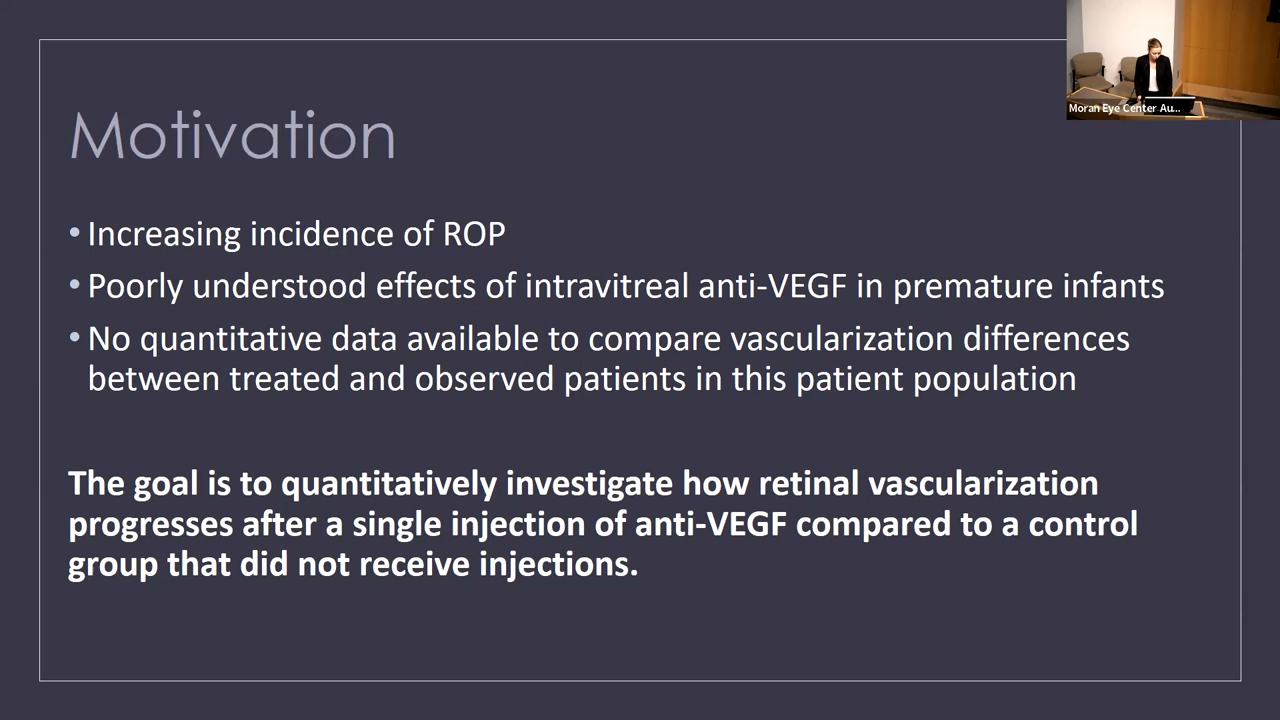 Moran Eye Center Au...
Motivation
• Increasing incidence of ROP
• Poorly understood effects of intravitreal anti-VEGF in premature infants
• No quantitative data available to compare vascularization differences
between treated and observed patients in this patient population
The goal is to quantitatively investigate how retinal vascularization
progresses after a single injection of anti-VEGF compared to a control
group that did not receive injections.